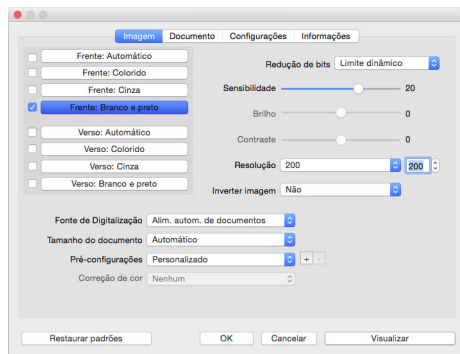 Imagem Documento Configurações Informações
Frente: Automático
Frente: Colorido
Frente: Cinza
Frente: Branco e preto
Verso: Automático
Verso: Colorido
Verso: Cinza
Verso: Branco e preto
Redução de bits Limite dinâmico
Sensibilidade 20
Brilho 0
Contraste 0
Resolução 200 200
Inverter imagem Não
Fonte de Digitalização Alim. autom. de documentos
Tamanho do documento Automático
Pré-configurações Personalizado + -
Correção de cor Nenhum
Restaurar padrões OK Cancelar Visualizar